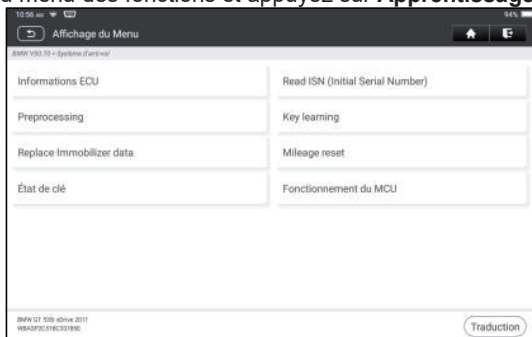 menu des fonctions et appuyez sur Apprentissage
10:56 94%
Affichage du Menu
BMW V50.70 > Système d'antivol
Informations ECU Read ISN (Initial Serial Number)
Preprocessing Key learning
Replace Immobilizer data Mileage reset
État de clé Fonctionnement du MCU
BMW GT 535i xDrive 2011
Traduction